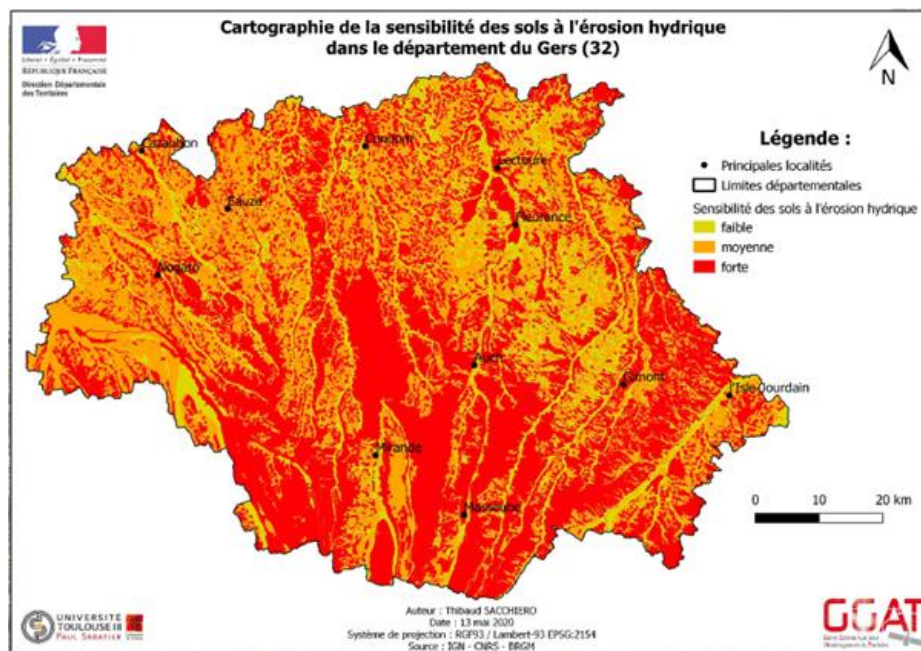 Cartographie de la sensibilité des sols à l'érosion hydrique
dans le département du Gers (32)
Liberté • Égalité • Fraternité
RÉPUBLIQUE FRANÇAISE
Direction Départementale
des Territoires
N
Légende :
Principales localités
Limites départementales
Sensibilité des sols à l'érosion hydrique
faible
moyenne
forte
Cazaubon
Condom
Lectoure
Eauze
Fleurance
Nogaro
Auch
Gimont
l'Isle Jourdain
Mirande
Masseube
0 10 20 km
UNIVERSITÉ
TOULOUSE III
PAUL SABATIER
Auteur : Thibaud SACCHIERO
Date : 13 mai 2020
Système de projection : RGF93 / Lambert-93 EPSG:2154
Source : IGN - CNRS - BRGM